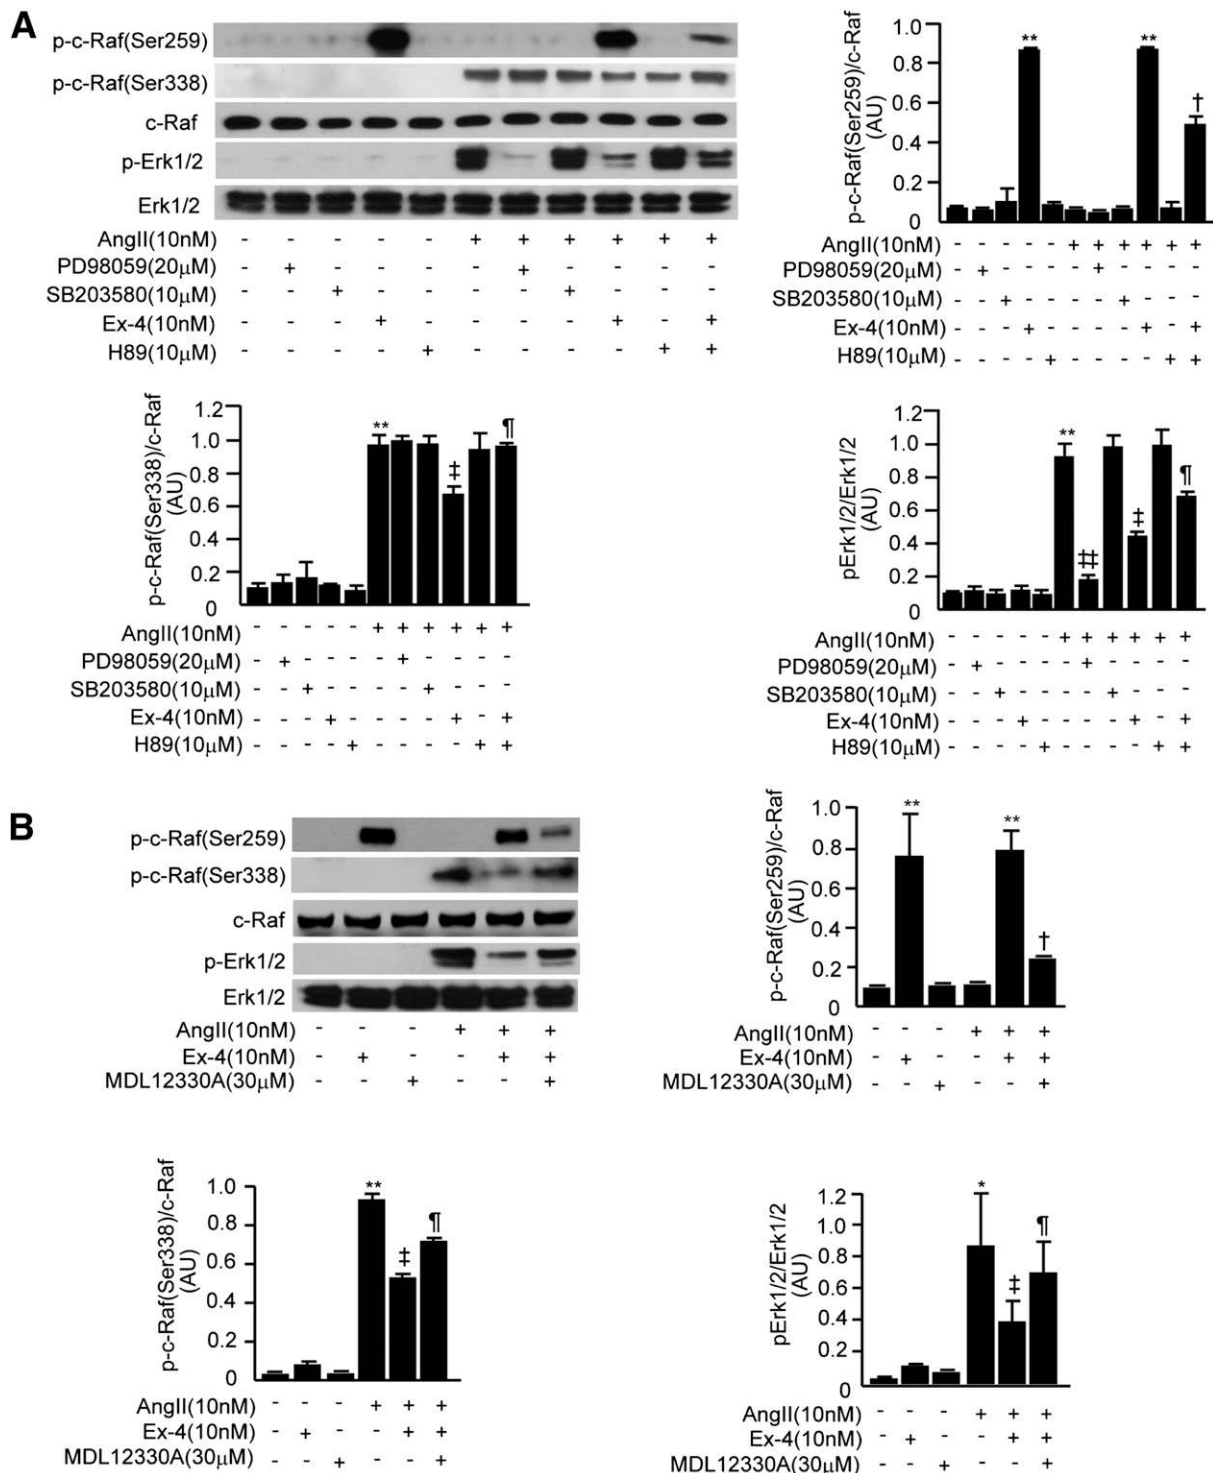 A
p-c-Raf(Ser259)
p-c-Raf(Ser338)
c-Raf
p-Erk1/2
Erk1/2
AngII(10nM) - - - - - + + + + + +
PD98059(20μM) - + - - - - + - - - -
SB203580(10μM) - - + - - - - + - - -
Ex-4(10nM) - - - + - - - - + - +
H89(10μM) - - - - + - - - - + +
p-c-Raf(Ser259)/c-Raf
(AU)
1.0
0.8
0.6
0.4
0.2
0
** ** †
AngII(10nM) - - - - - + + + + + +
PD98059(20μM) - + - - - - + - - - -
SB203580(10μM) - - + - - - - + - - -
Ex-4(10nM) - - - + - - - - + - +
H89(10μM) - - - - + - - - - + +
p-c-Raf(Ser338)/c-Raf
(AU)
1.2
1.0
0.8
0.6
0.4
0.2
0
** ‡ ¶
AngII(10nM) - - - - - + + + + + +
PD98059(20μM) - + - - - - + - - - -
SB203580(10μM) - - + - - - - + - - -
Ex-4(10nM) - - - + - - - - + - +
H89(10μM) - - - - + - - - - + +
pErk1/2/Erk1/2
(AU)
1.2
1.0
0.8
0.6
0.4
0.2
0
** ‡‡ ‡ ¶
AngII(10nM) - - - - - + + + + + +
PD98059(20μM) - + - - - - + - - - -
SB203580(10μM) - - + - - - - + - - -
Ex-4(10nM) - - - + - - - - + - +
H89(10μM) - - - - + - - - - + +
B
p-c-Raf(Ser259)
p-c-Raf(Ser338)
c-Raf
p-Erk1/2
Erk1/2
AngII(10nM) - - - + + +
Ex-4(10nM) - + - - + +
MDL12330A(30μM) - - + - - +
p-c-Raf(Ser259)/c-Raf
(AU)
1.0
0.8
0.6
0.4
0.2
0
** ** †
AngII(10nM) - - - + + +
Ex-4(10nM) - + - - + +
MDL12330A(30μM) - - + - - +
p-c-Raf(Ser338)/c-Raf
(AU)
1.0
0.8
0.6
0.4
0.2
0
** ‡ ¶
AngII(10nM) - - - + + +
Ex-4(10nM) - + - - + +
MDL12330A(30μM) - - + - - +
pErk1/2/Erk1/2
(AU)
1.2
1.0
0.8
0.6
0.4
0.2
0
* ‡ ¶
AngII(10nM) - - - + + +
Ex-4(10nM) - + - - + +
MDL12330A(30μM) - - + - - +